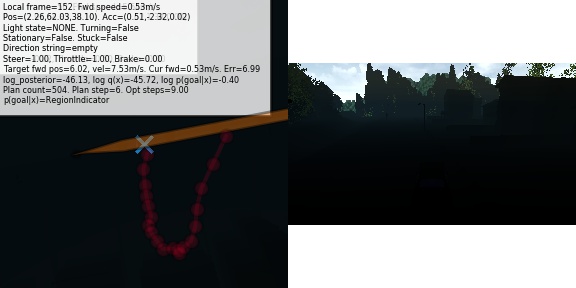 Local frame=152. Fwd speed=0.53m/s
Pos=(2.26,62.03,38.10). Acc=(0.51,-2.32,0.02)
Light state=NONE. Turning=False
Stationary=False. Stuck=False
Direction string=empty
Steer=1.00, Throttle=1.00, Brake=0.00
Target fwd pos=6.02, vel=7.53m/s. Cur fwd=0.53m/s. Err=6.99
log_posterior=-46.13, log q(x)=-45.72, log p(goal|x)=-0.40
Plan count=504. Plan step=6. Opt steps=9.00
p(goal|x)=RegionIndicator